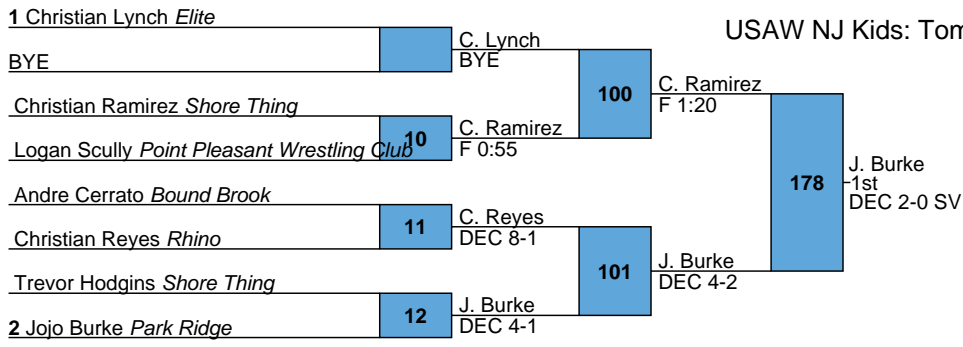 1 Christian Lynch Elite
BYE
Christian Ramirez Shore Thing
Logan Scully Point Pleasant Wrestling Club
Andre Cerrato Bound Brook
Christian Reyes Rhino
Trevor Hodgins Shore Thing
2 Jojo Burke Park Ridge
10
11
12
C. Lynch
BYE
C. Ramirez
F 0:55
C. Reyes
DEC 8-1
J. Burke
DEC 4-1
100
101
C. Ramirez
F 1:20
J. Burke
DEC 4-2
178
J. Burke
1st
DEC 2-0 SV
USAW NJ Kids: Tom